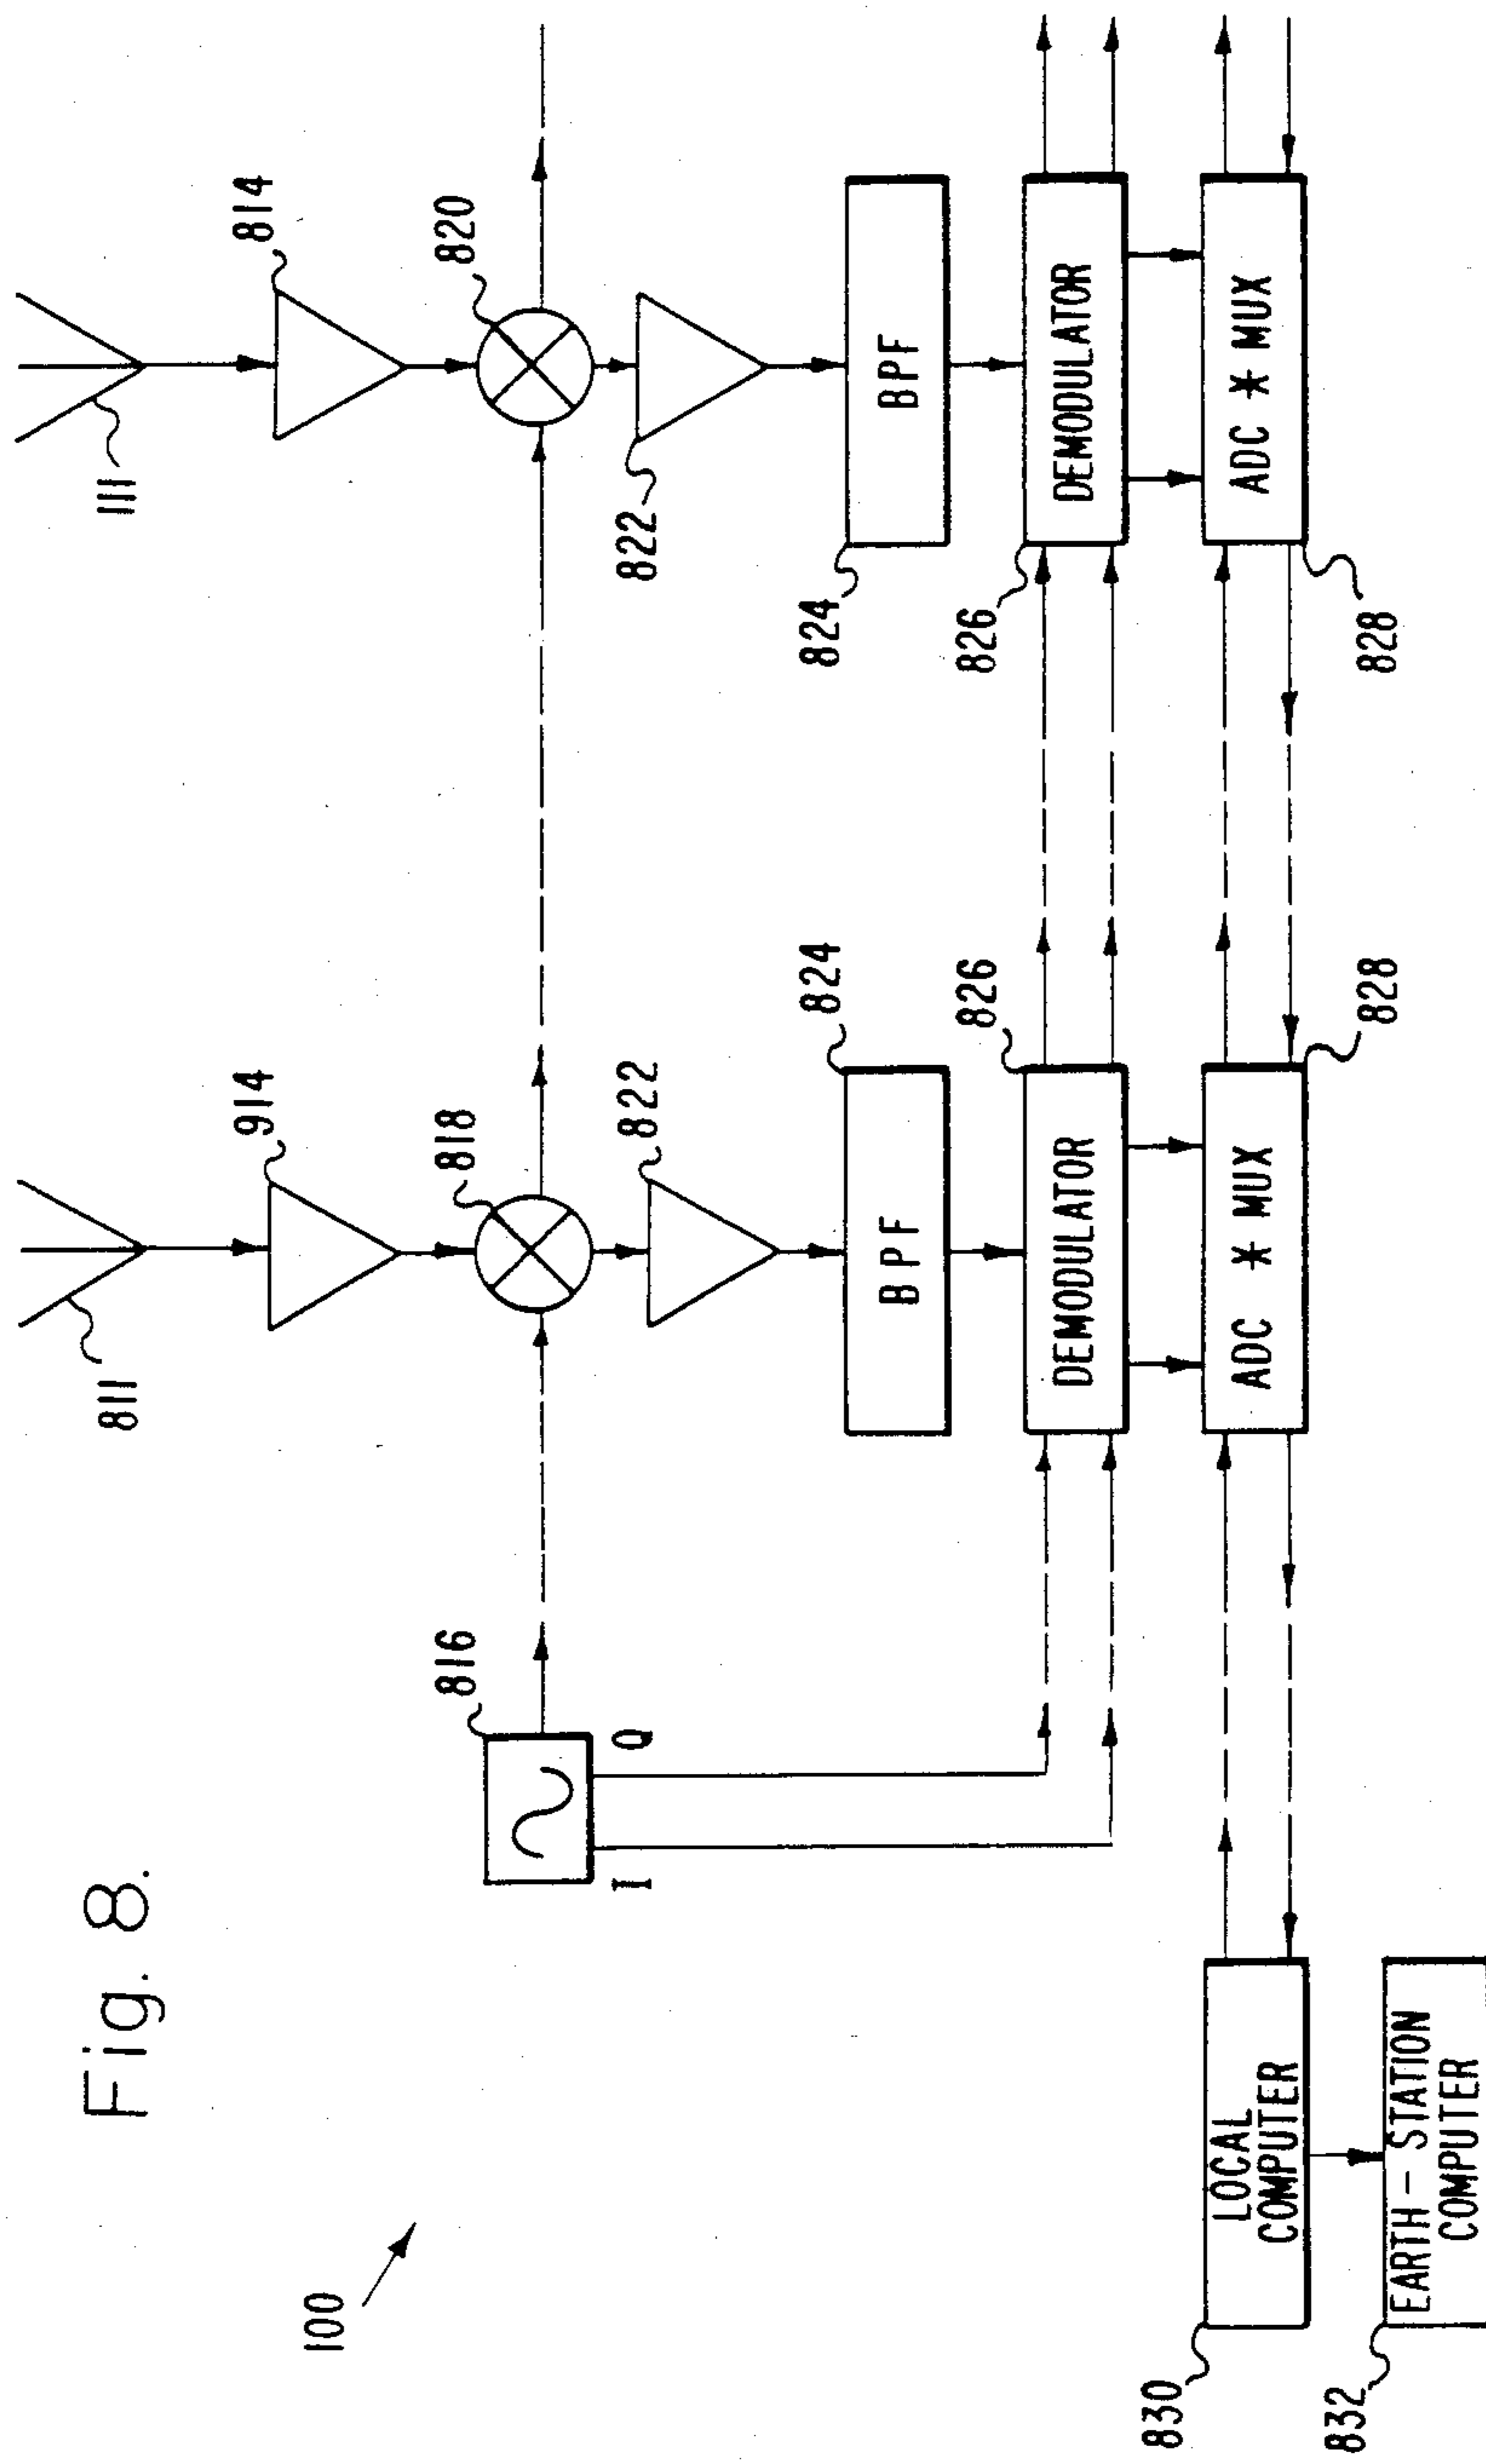 Fig. 8.
100
811
914
816
818
822
824
826
828
111
814
820
822
824
826
828
I
Q
BPF
BPF
DEMODULATOR
DEMODULATOR
ADC * MUX
ADC * MUX
LOCAL
COMPUTER
830
EARTH-STATION
COMPUTER
832